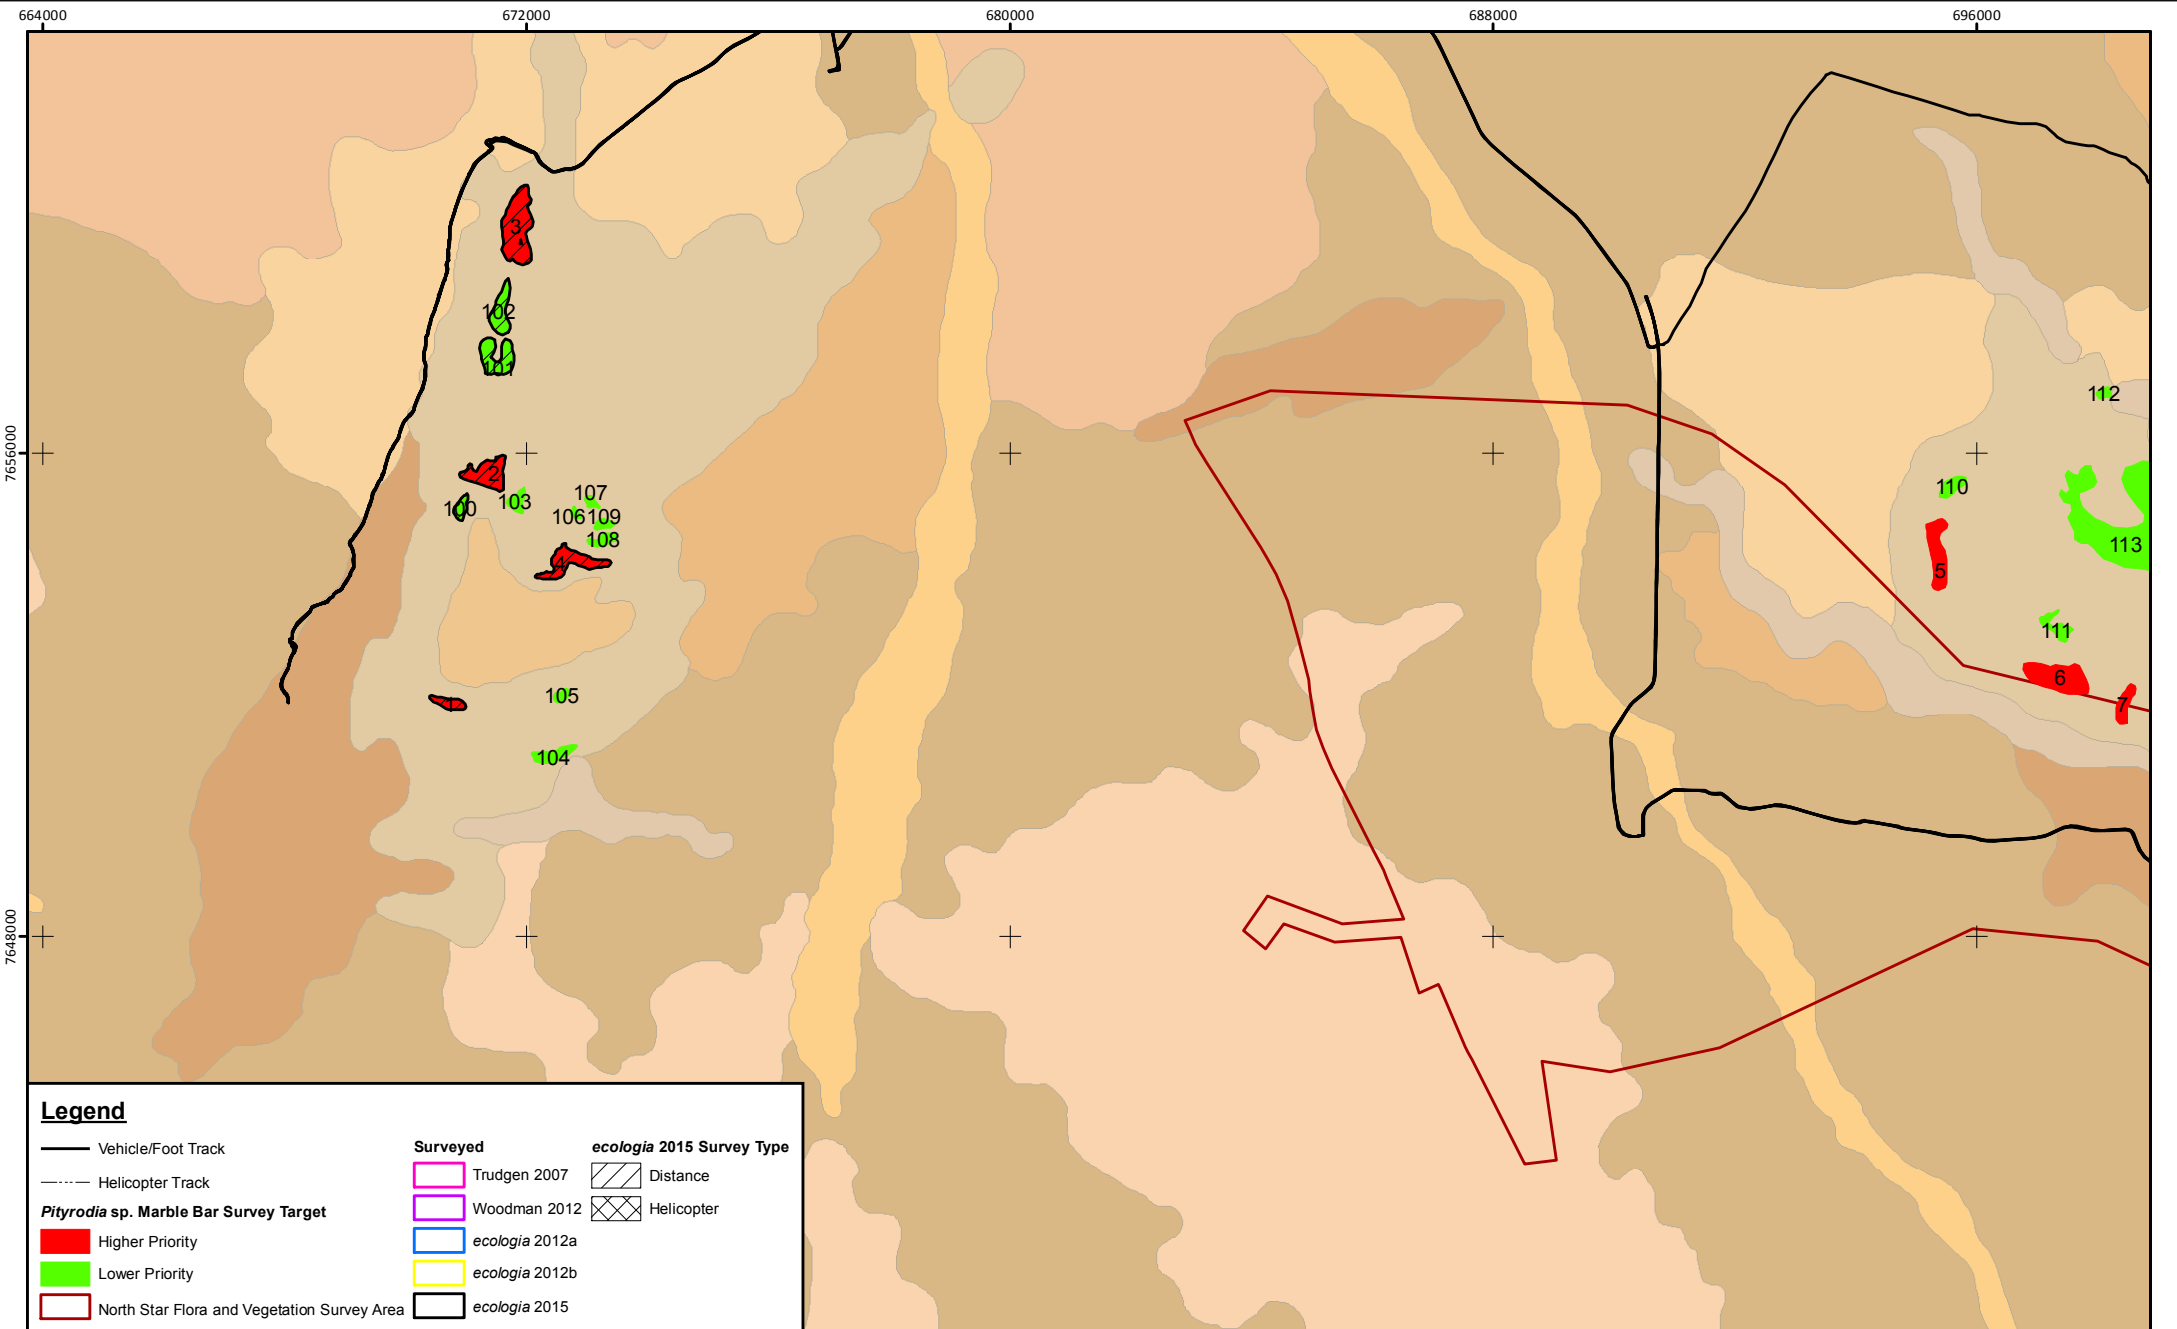 664000 672000 680000 688000 696000
7656000
7648000
3
102
101
2
100
103
107
106
109
108
4
1
105
104
112
110
113
5
111
6
7
Legend
Vehicle/Foot Track
Helicopter Track
Pityrodia sp. Marble Bar Survey Target
Higher Priority
Lower Priority
North Star Flora and Vegetation Survey Area
Surveyed
Trudgen 2007
Woodman 2012
ecologia 2012a
ecologia 2012b
ecologia 2015
ecologia 2015 Survey Type
Distance
Helicopter